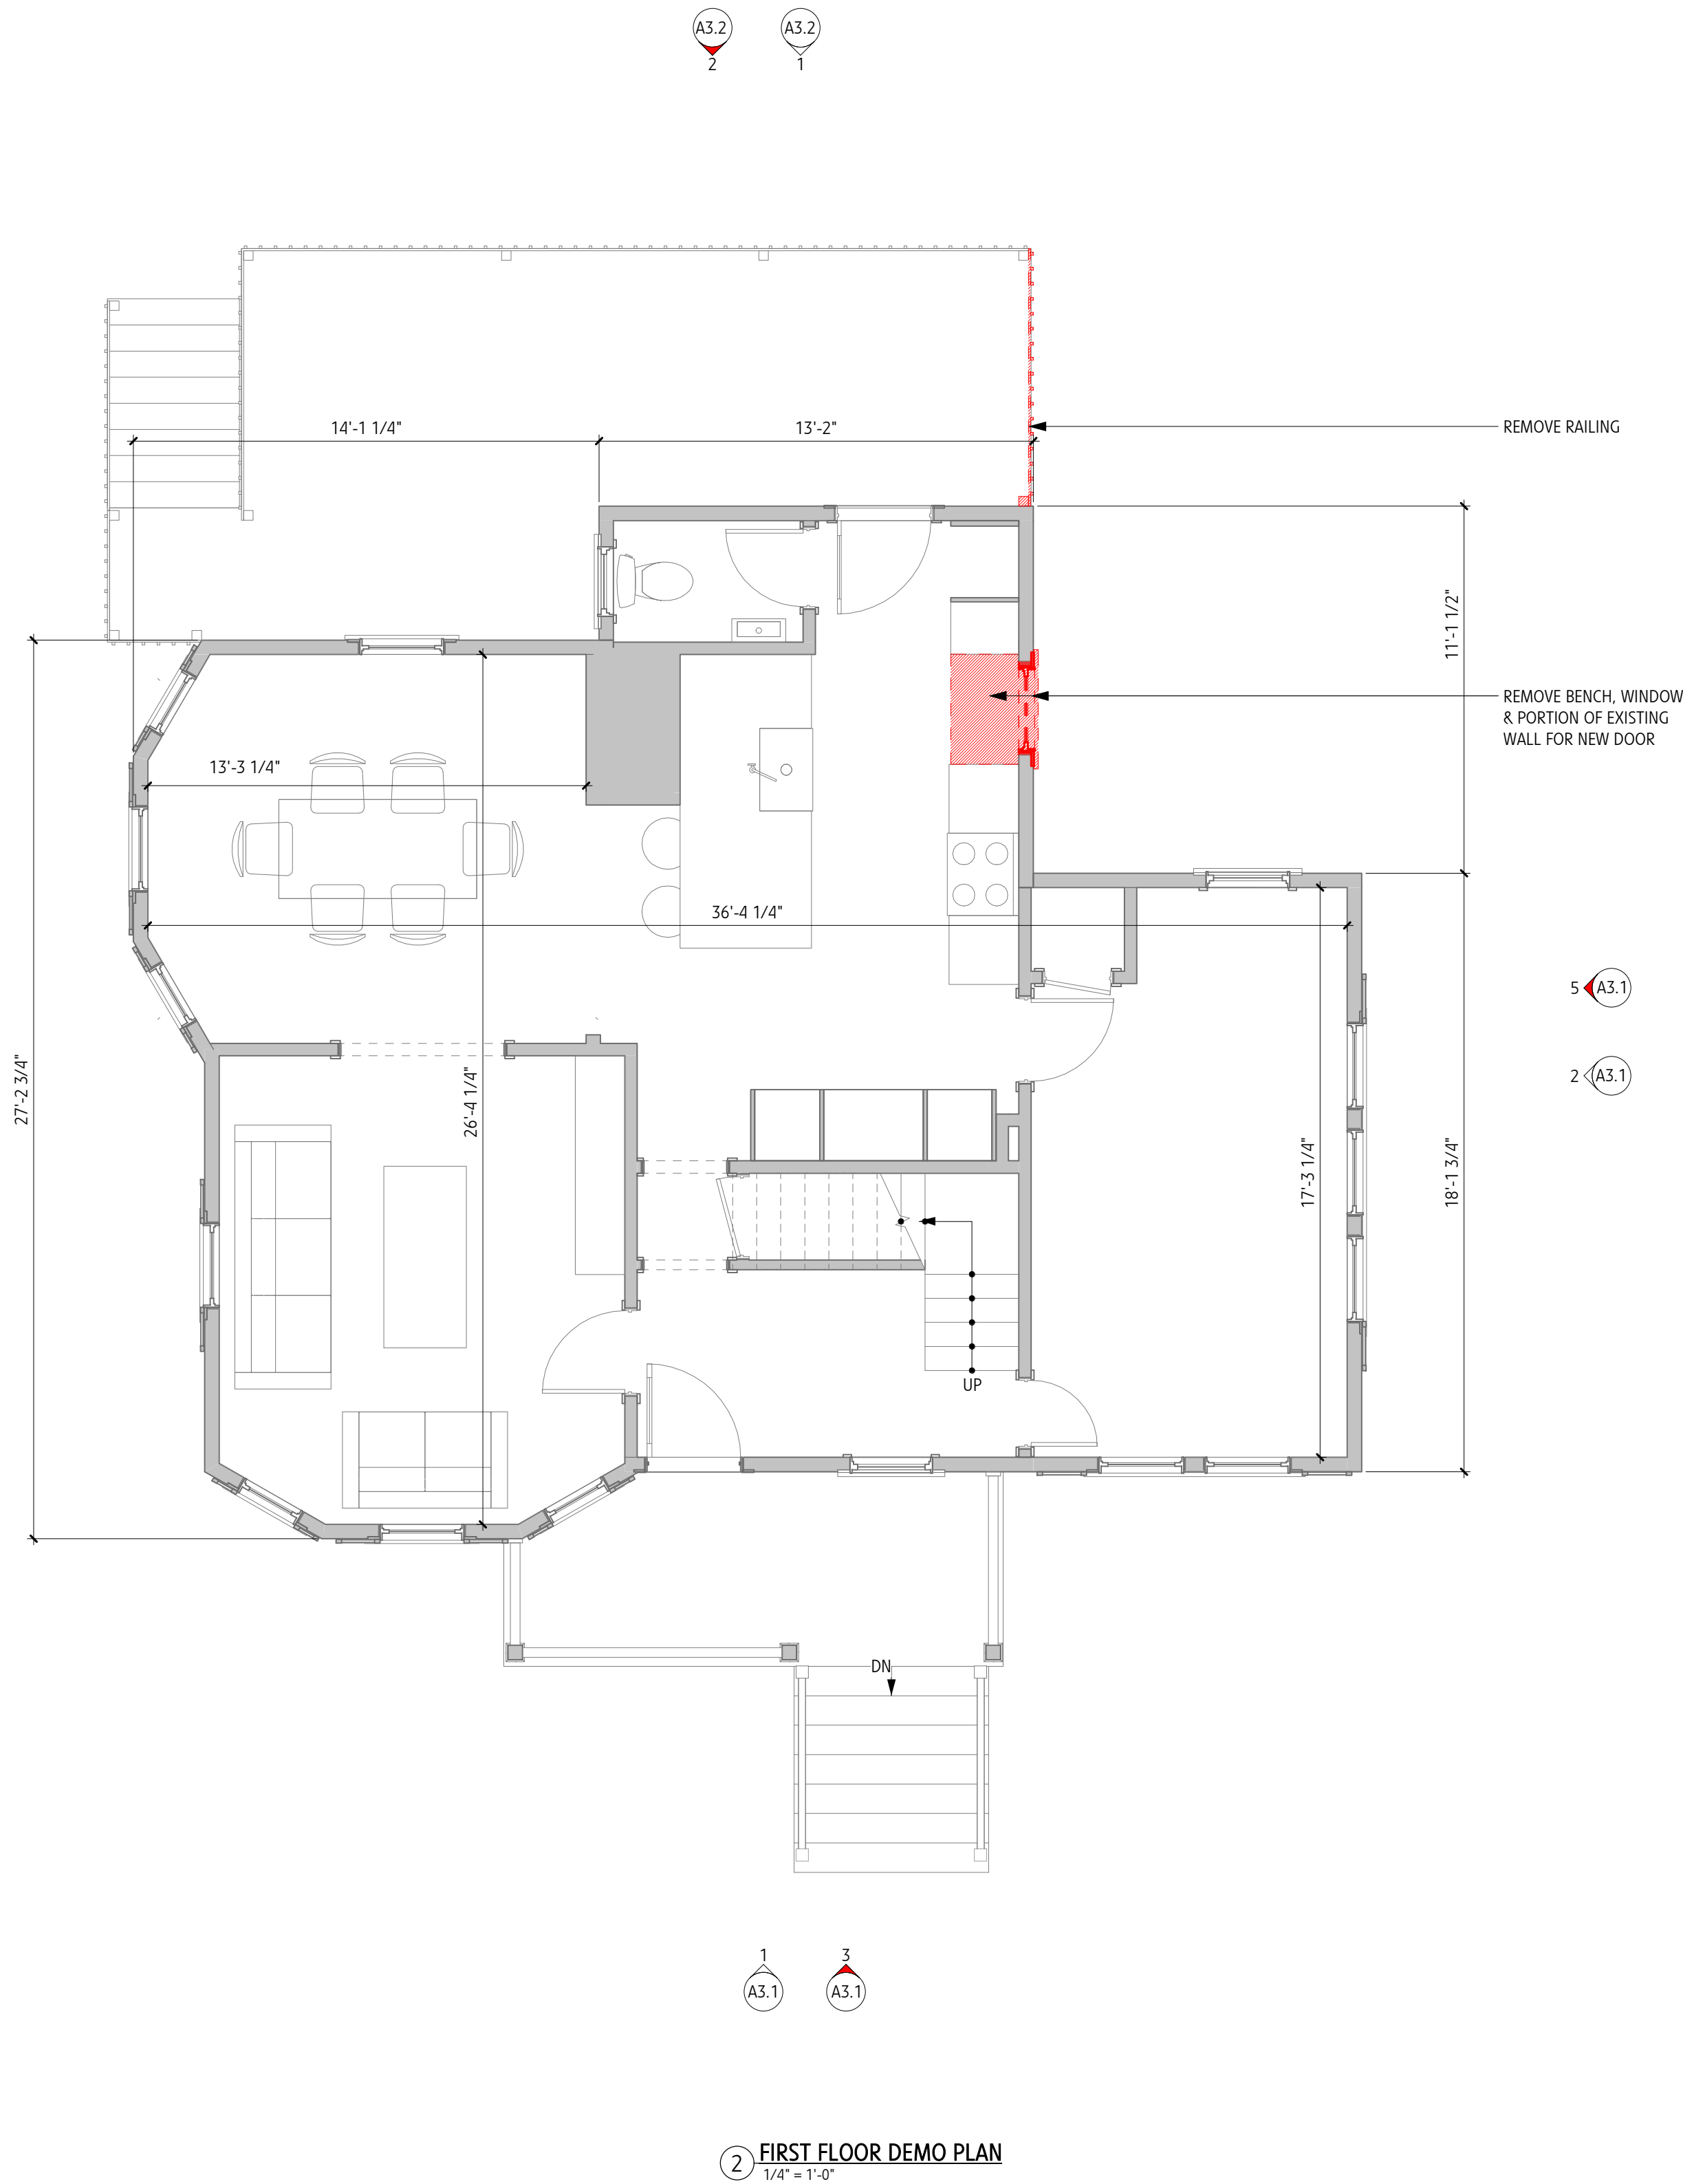 A3.2
A3.2
2
1
14'-1 1/4"
13'-2"
REMOVE RAILING
11'-1 1/2"
REMOVE BENCH, WINDOW
& PORTION OF EXISTING
WALL FOR NEW DOOR
13'-3 1/4"
36'-4 1/4"
5 A3.1
2 A3.1
27'-2 3/4"
26'-4 1/4"
17'-3 1/4"
18'-1 3/4"
UP
DN
1
3
A3.1
A3.1
2
FIRST FLOOR DEMO PLAN
1/4" = 1'-0"